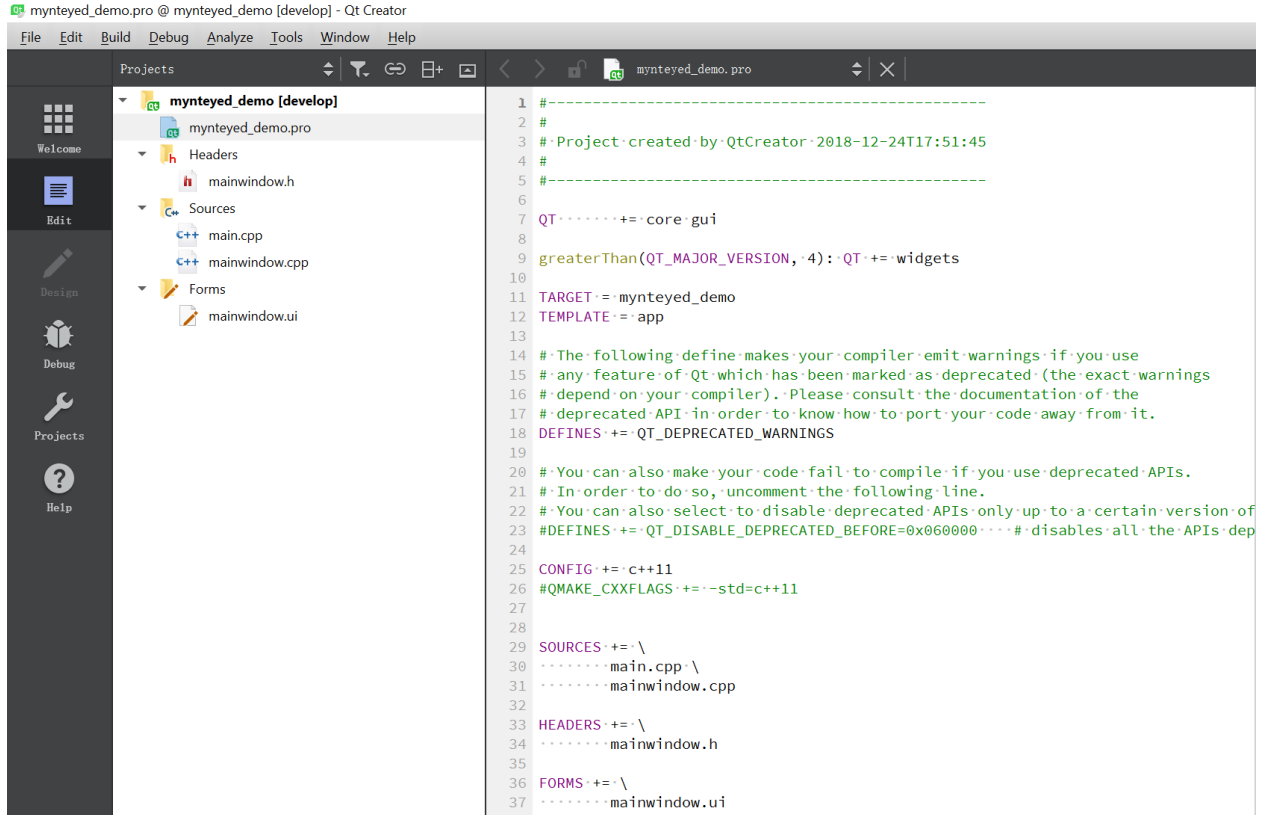 mynteyed_demo.pro @ mynteyed_demo [develop] - Qt Creator
File Edit Build Debug Analyze Tools Window Help
Projects
mynteyed_demo.pro
Welcome
Edit
Design
Debug
Projects
Help
mynteyed_demo [develop]
mynteyed_demo.pro
Headers
mainwindow.h
Sources
main.cpp
mainwindow.cpp
Forms
mainwindow.ui
1 #-------------------------------------------------
2 #
3 # Project created by QtCreator 2018-12-24T17:51:45
4 #
5 #-------------------------------------------------
6
7 QT       += core gui
8
9 greaterThan(QT_MAJOR_VERSION, 4): QT += widgets
10
11 TARGET = mynteyed_demo
12 TEMPLATE = app
13
14 # The following define makes your compiler emit warnings if you use
15 # any feature of Qt which has been marked as deprecated (the exact warnings
16 # depend on your compiler). Please consult the documentation of the
17 # deprecated API in order to know how to port your code away from it.
18 DEFINES += QT_DEPRECATED_WARNINGS
19
20 # You can also make your code fail to compile if you use deprecated APIs.
21 # In order to do so, uncomment the following line.
22 # You can also select to disable deprecated APIs only up to a certain version of
23 #DEFINES += QT_DISABLE_DEPRECATED_BEFORE=0x060000    # disables all the APIs dep
24
25 CONFIG += c++11
26 #QMAKE_CXXFLAGS += -std=c++11
27
28
29 SOURCES += \
30         main.cpp \
31         mainwindow.cpp
32
33 HEADERS += \
34         mainwindow.h
35
36 FORMS += \
37         mainwindow.ui